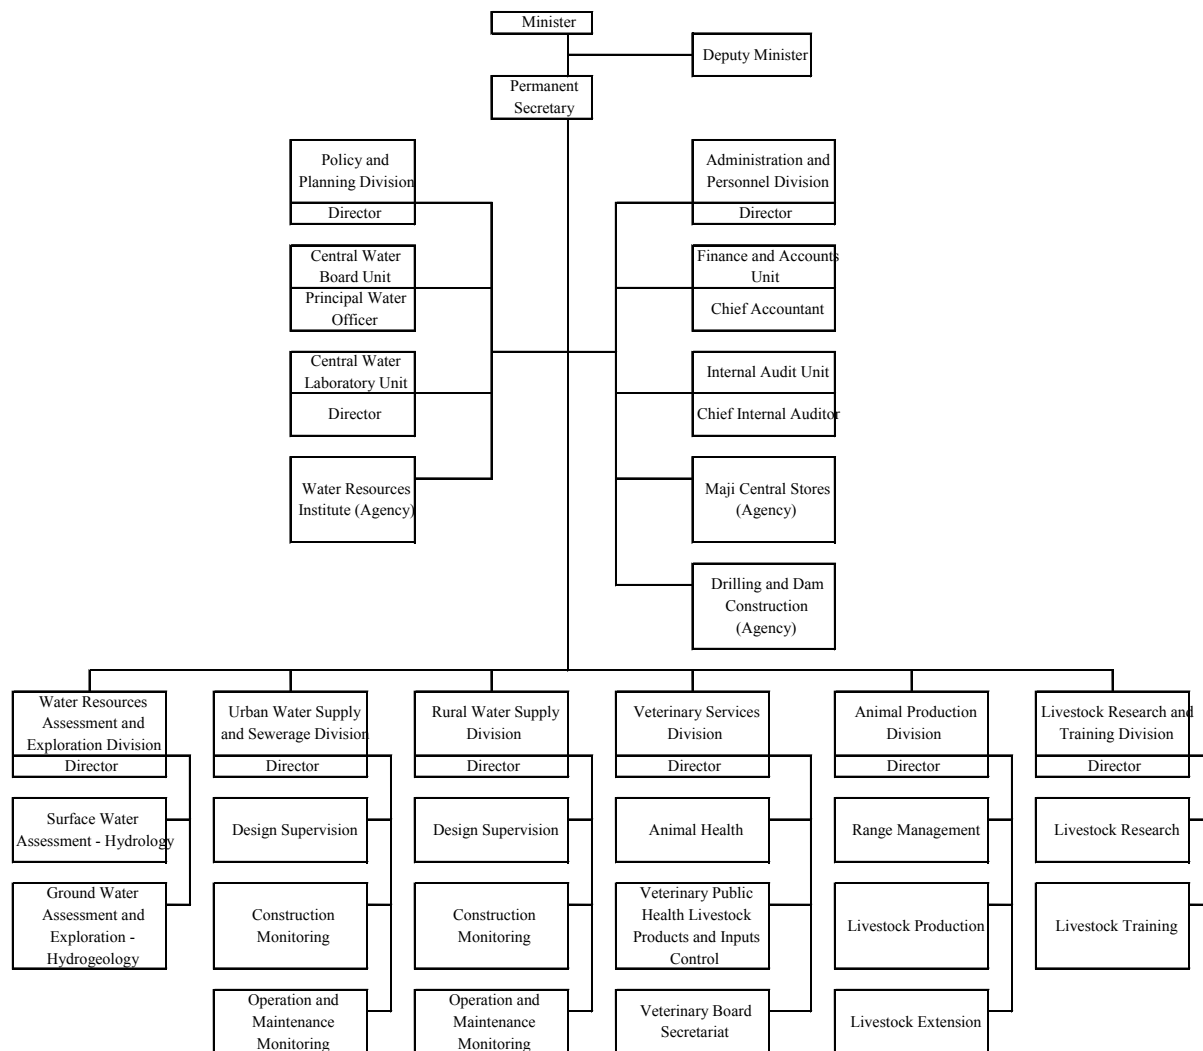 Minister
Deputy Minister
Permanent
Secretary
Policy and
Planning Division
Director
Administration and
Personnel Division
Director
Central Water
Board Unit
Principal Water
Officer
Finance and Accounts
Unit
Chief Accountant
Central Water
Laboratory Unit
Director
Internal Audit Unit
Chief Internal Auditor
Water Resources
Institute (Agency)
Maji Central Stores
(Agency)
Drilling and Dam
Construction
(Agency)
Water Resources
Assessment and
Exploration Division
Director
Surface Water
Assessment - Hydrology
Ground Water
Assessment and
Exploration -
Hydrogeology
Urban Water Supply
and Sewerage Division
Director
Design Supervision
Construction
Monitoring
Operation and
Maintenance
Monitoring
Rural Water Supply
Division
Director
Design Supervision
Construction
Monitoring
Operation and
Maintenance
Monitoring
Veterinary Services
Division
Director
Animal Health
Veterinary Public
Health Livestock
Products and Inputs
Control
Veterinary Board
Secretariat
Animal Production
Division
Director
Range Management
Livestock Production
Livestock Extension
Livestock Research and
Training Division
Director
Livestock Research
Livestock Training